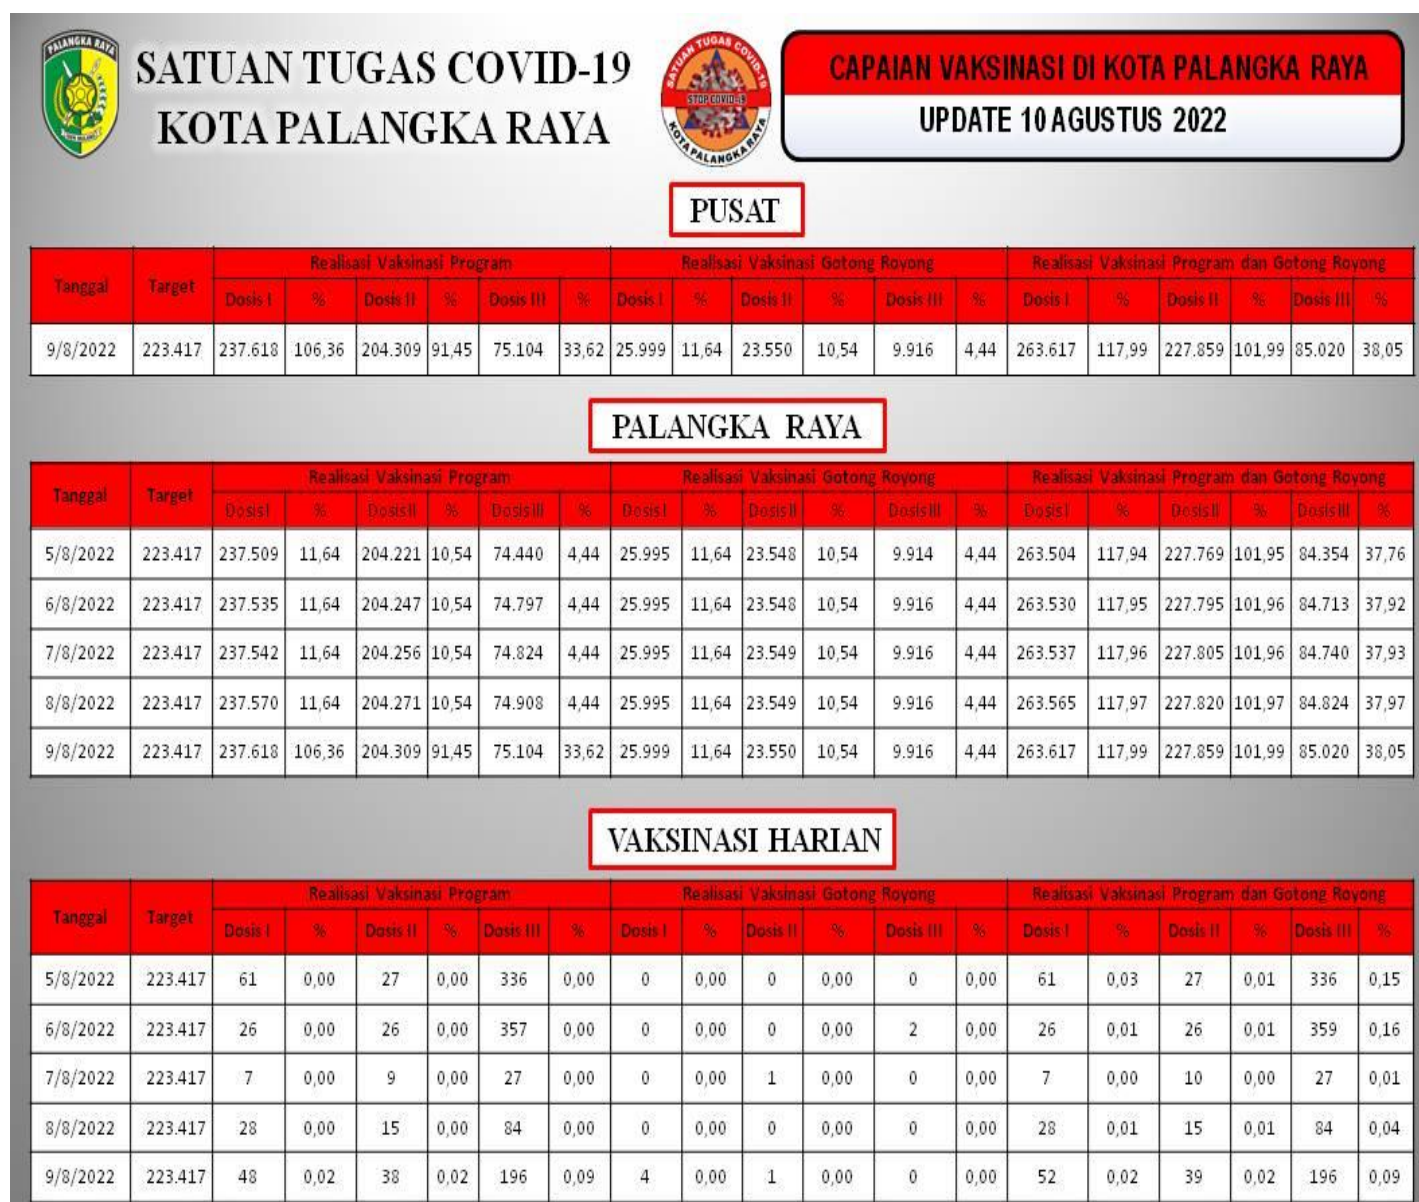 PALANGKA RAYA
SATUAN TUGAS COVID-19
KOTA PALANGKA RAYA
SATUAN TUGAS COVID-19
STOP COVID-19
KOTA PALANGKA RAYA
CAPAIAN VAKSINASI DI KOTA PALANGKA RAYA
UPDATE 10 AGUSTUS 2022
PUSAT
Tanggal Target Realisasi Vaksinasi Program Realisasi Vaksinasi Gotong Royong Realisasi Vaksinasi Program dan Gotong Royong
Dosis I % Dosis II % Dosis III % Dosis I % Dosis II % Dosis III % Dosis I % Dosis II % Dosis III %
9/8/2022 223.417 237.618 106,36 204.309 91,45 75.104 33,62 25.999 11,64 23.550 10,54 9.916 4,44 263.617 117,99 227.859 101,99 85.020 38,05
PALANGKA RAYA
Tanggal Target Realisasi Vaksinasi Program Realisasi Vaksinasi Gotong Royong Realisasi Vaksinasi Program dan Gotong Royong
Dosis I % Dosis II % Dosis III % Dosis I % Dosis II % Dosis III % Dosis I % Dosis II % Dosis III %
5/8/2022 223.417 237.509 11,64 204.221 10,54 74.440 4,44 25.995 11,64 23.548 10,54 9.914 4,44 263.504 117,94 227.769 101,95 84.354 37,76
6/8/2022 223.417 237.535 11,64 204.247 10,54 74.797 4,44 25.995 11,64 23.548 10,54 9.916 4,44 263.530 117,95 227.795 101,96 84.713 37,92
7/8/2022 223.417 237.542 11,64 204.256 10,54 74.824 4,44 25.995 11,64 23.549 10,54 9.916 4,44 263.537 117,96 227.805 101,96 84.740 37,93
8/8/2022 223.417 237.570 11,64 204.271 10,54 74.908 4,44 25.995 11,64 23.549 10,54 9.916 4,44 263.565 117,97 227.820 101,97 84.824 37,97
9/8/2022 223.417 237.618 106,36 204.309 91,45 75.104 33,62 25.999 11,64 23.550 10,54 9.916 4,44 263.617 117,99 227.859 101,99 85.020 38,05
VAKSINASI HARIAN
Tanggal Target Realisasi Vaksinasi Program Realisasi Vaksinasi Gotong Royong Realisasi Vaksinasi Program dan Gotong Royong
Dosis I % Dosis II % Dosis III % Dosis I % Dosis II % Dosis III % Dosis I % Dosis II % Dosis III %
5/8/2022 223.417 61 0,00 27 0,00 336 0,00 0 0,00 0 0,00 0 0,00 61 0,03 27 0,01 336 0,15
6/8/2022 223.417 26 0,00 26 0,00 357 0,00 0 0,00 0 0,00 2 0,00 26 0,01 26 0,01 359 0,16
7/8/2022 223.417 7 0,00 9 0,00 27 0,00 0 0,00 1 0,00 0 0,00 7 0,00 10 0,00 27 0,01
8/8/2022 223.417 28 0,00 15 0,00 84 0,00 0 0,00 0 0,00 0 0,00 28 0,01 15 0,01 84 0,04
9/8/2022 223.417 48 0,02 38 0,02 196 0,09 4 0,00 1 0,00 0 0,00 52 0,02 39 0,02 196 0,09